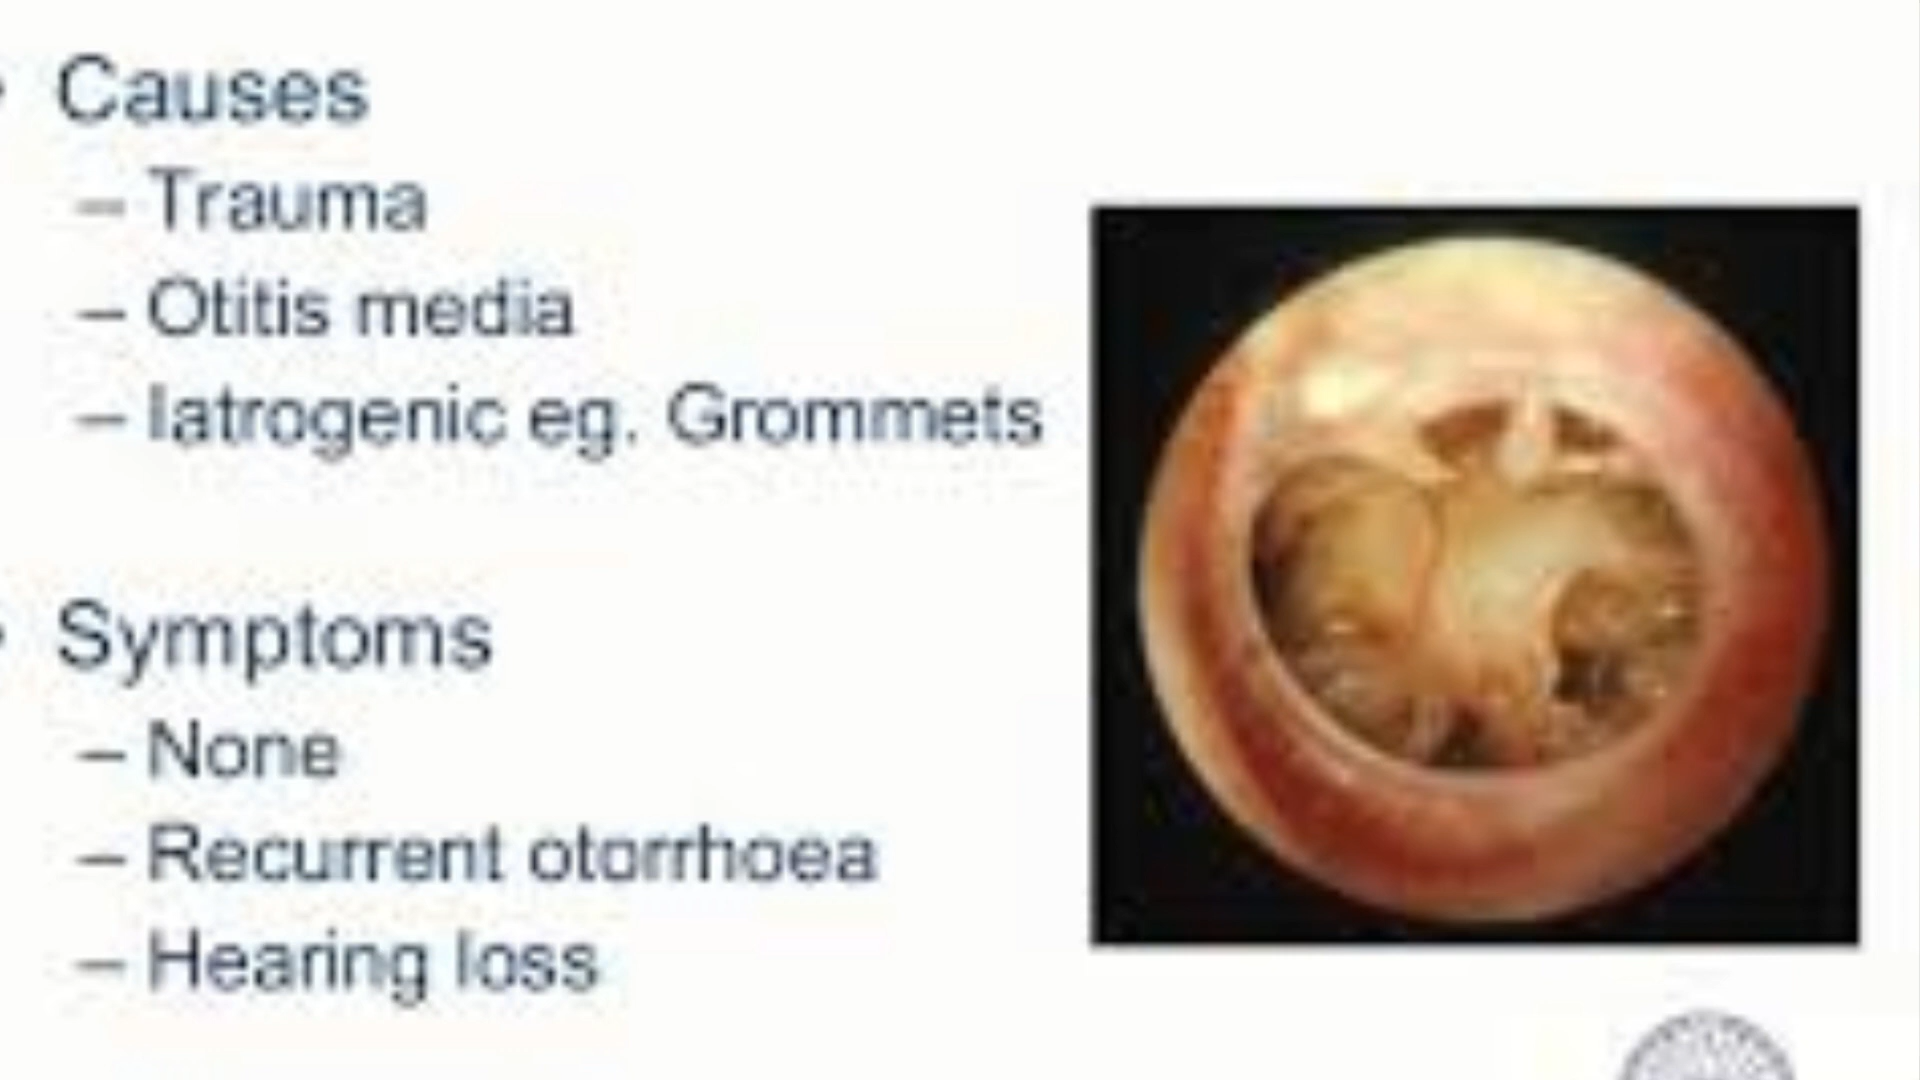 • Causes
– Trauma
– Otitis media
– Iatrogenic eg. Grommets
• Symptoms
– None
– Recurrent otorrhoea
– Hearing loss